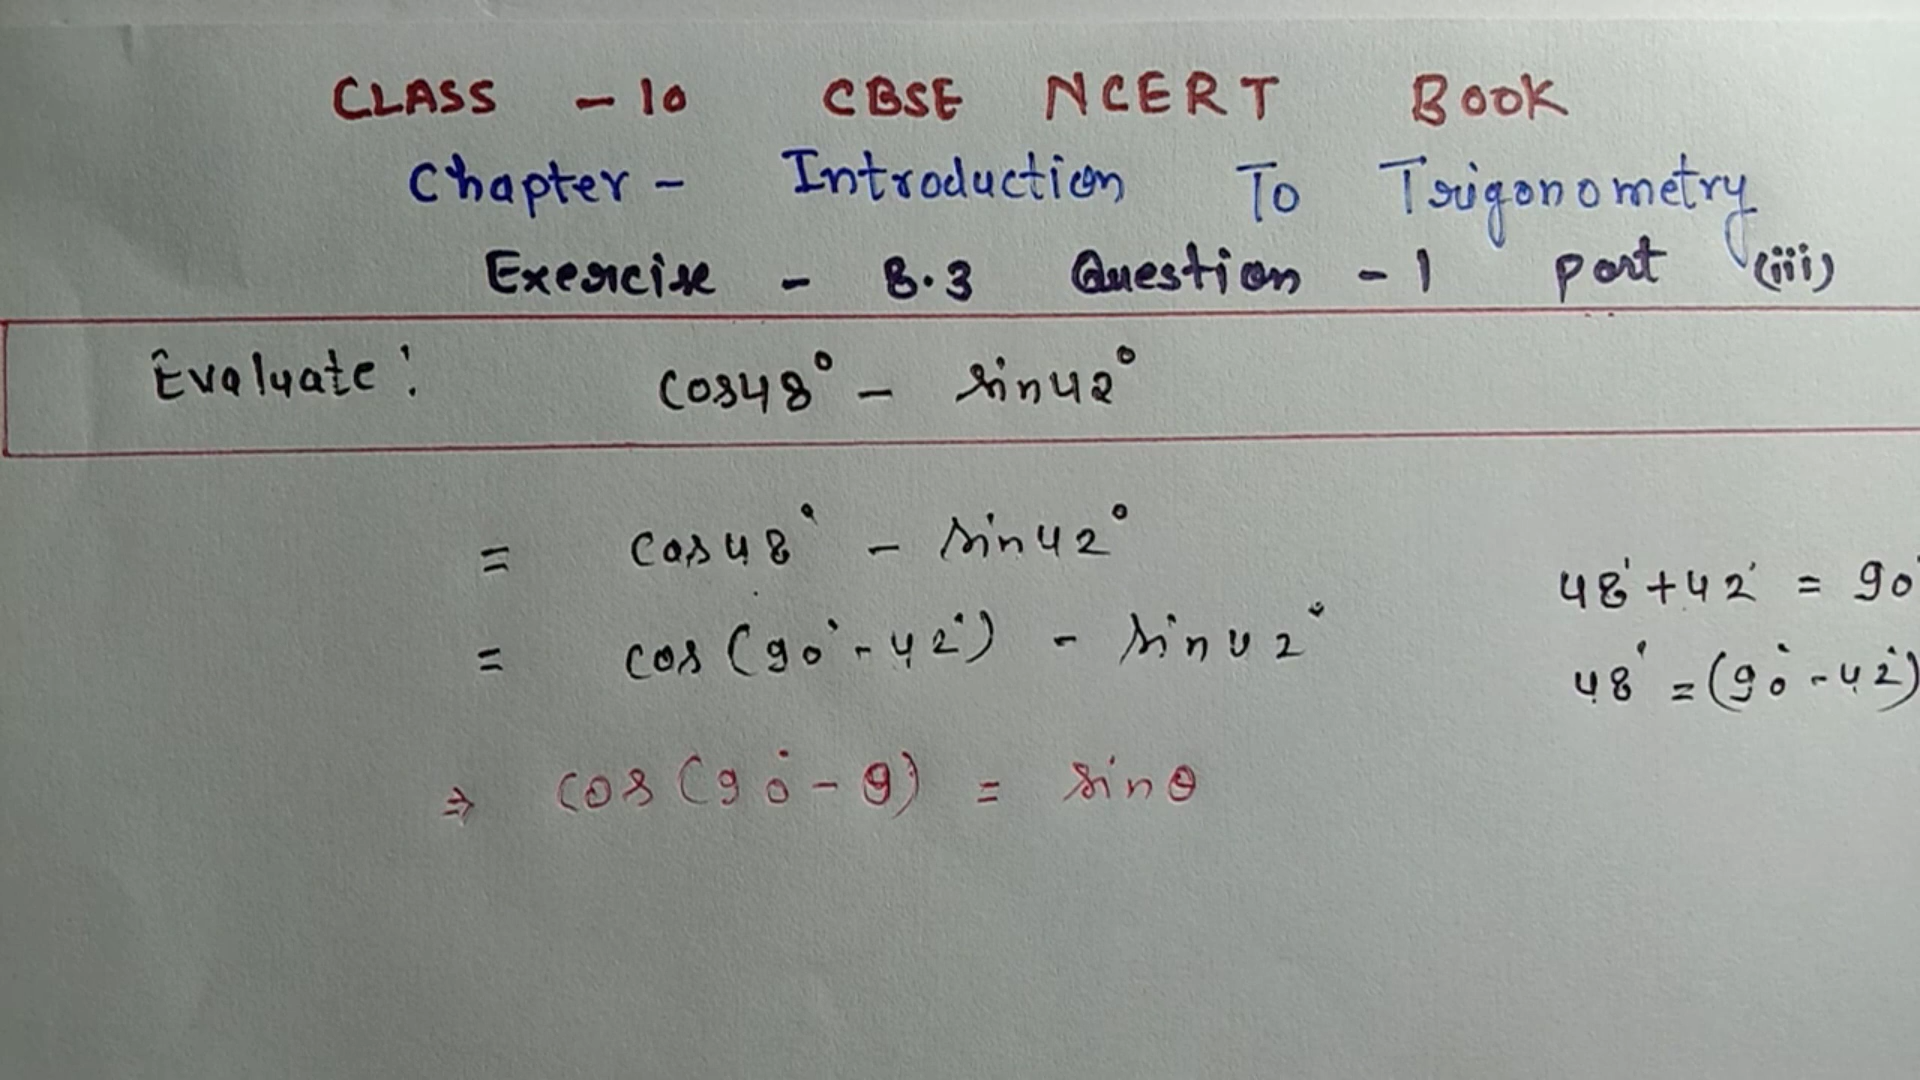 CLASS - 10 CBSE NCERT BOOK
Chapter - Introduction To Trigonometry
Exercise - 8.3 Question - 1 part (iii)
Evaluate: cos48° - sin42°
= cos48° - sin42°
48° + 42° = 90°
= cos(90° - 42°) - sin42°
48° = (90° - 42°)
⇒ cos(90° - θ) = sinθ